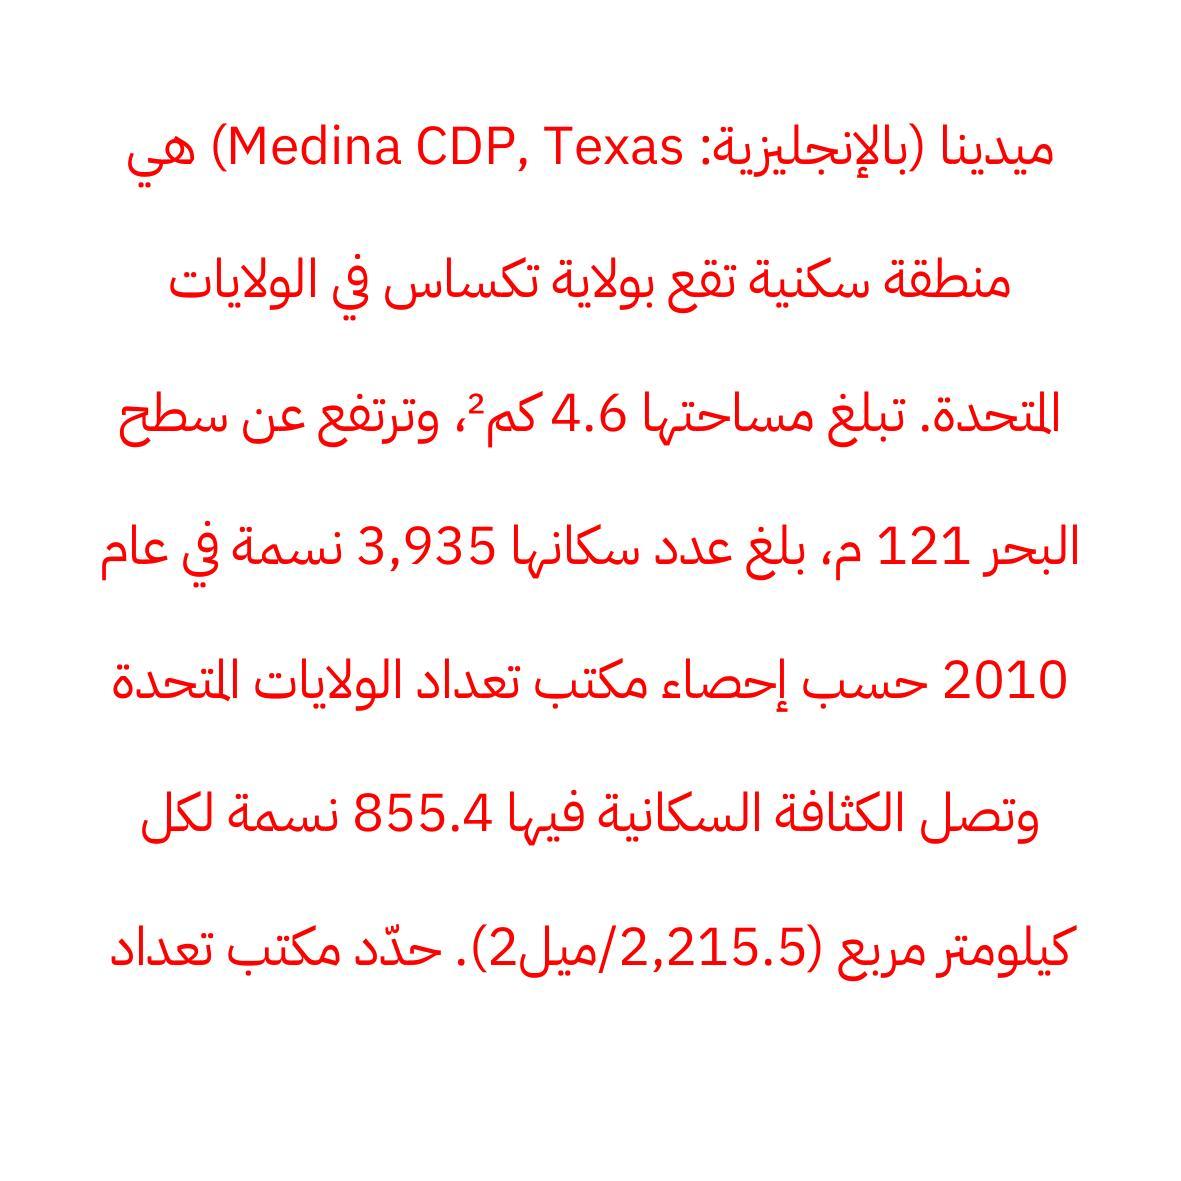 ميدينا (بالإنجليزية: Medina CDP, Texas) هي
منطقة سكنية تقع بولاية تكساس في الولايات
المتحدة. تبلغ مساحتها 4.6 كم²، وترتفع عن سطح
البحر 121 م، بلغ عدد سكانها 3,935 نسمة في عام
2010 حسب إحصاء مكتب تعداد الولايات المتحدة
وتصل الكثافة السكانية فيها 855.4 نسمة لكل
كيلومتر مربع (2,215.5/ميل2). حدّد مكتب تعداد